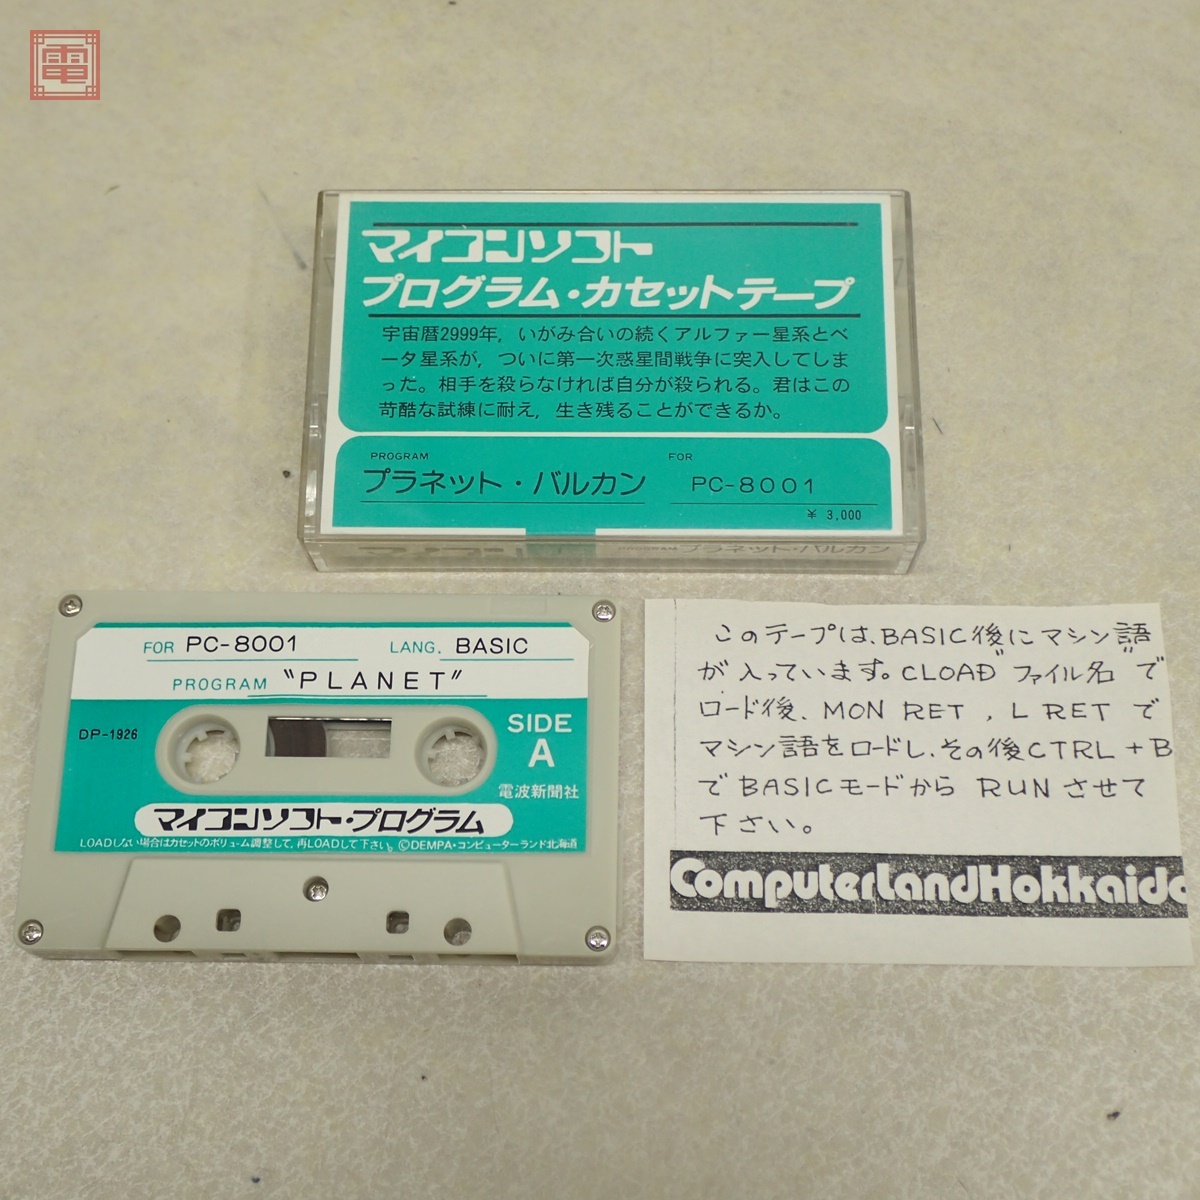 電
マイコンソフト
プログラム・カセットテープ
宇宙暦2999年，いがみ合いの続くアルファー星系とベ
ータ星系が，ついに第一次惑星間戦争に突入してしま
った。相手を殺らなければ自分が殺られる。君はこの
苛酷な試練に耐え，生き残ることができるか。
PROGRAM FOR
プラネット・バルカン PC-8001
¥ 3,000
PROGRAM プラネット・バルカン
FOR PC-8001 LANG. BASIC
PROGRAM "PLANET"
DP-1926
SIDE
A
電波新聞社
マイコンソフト・プログラム
LOADしない場合はカセットのボリューム調整して，再LOADして下さい。©DEMPA・コンピューターランド北海道
このテープは、BASIC後にマシン語
が入っています。CLOAD"ファイル名"で
ロード後、MON RET , L RET で
マシン語をロードし、その後CTRL+B
でBASICモードから RUNさせて
下さい。
ComputerLandHokkaido